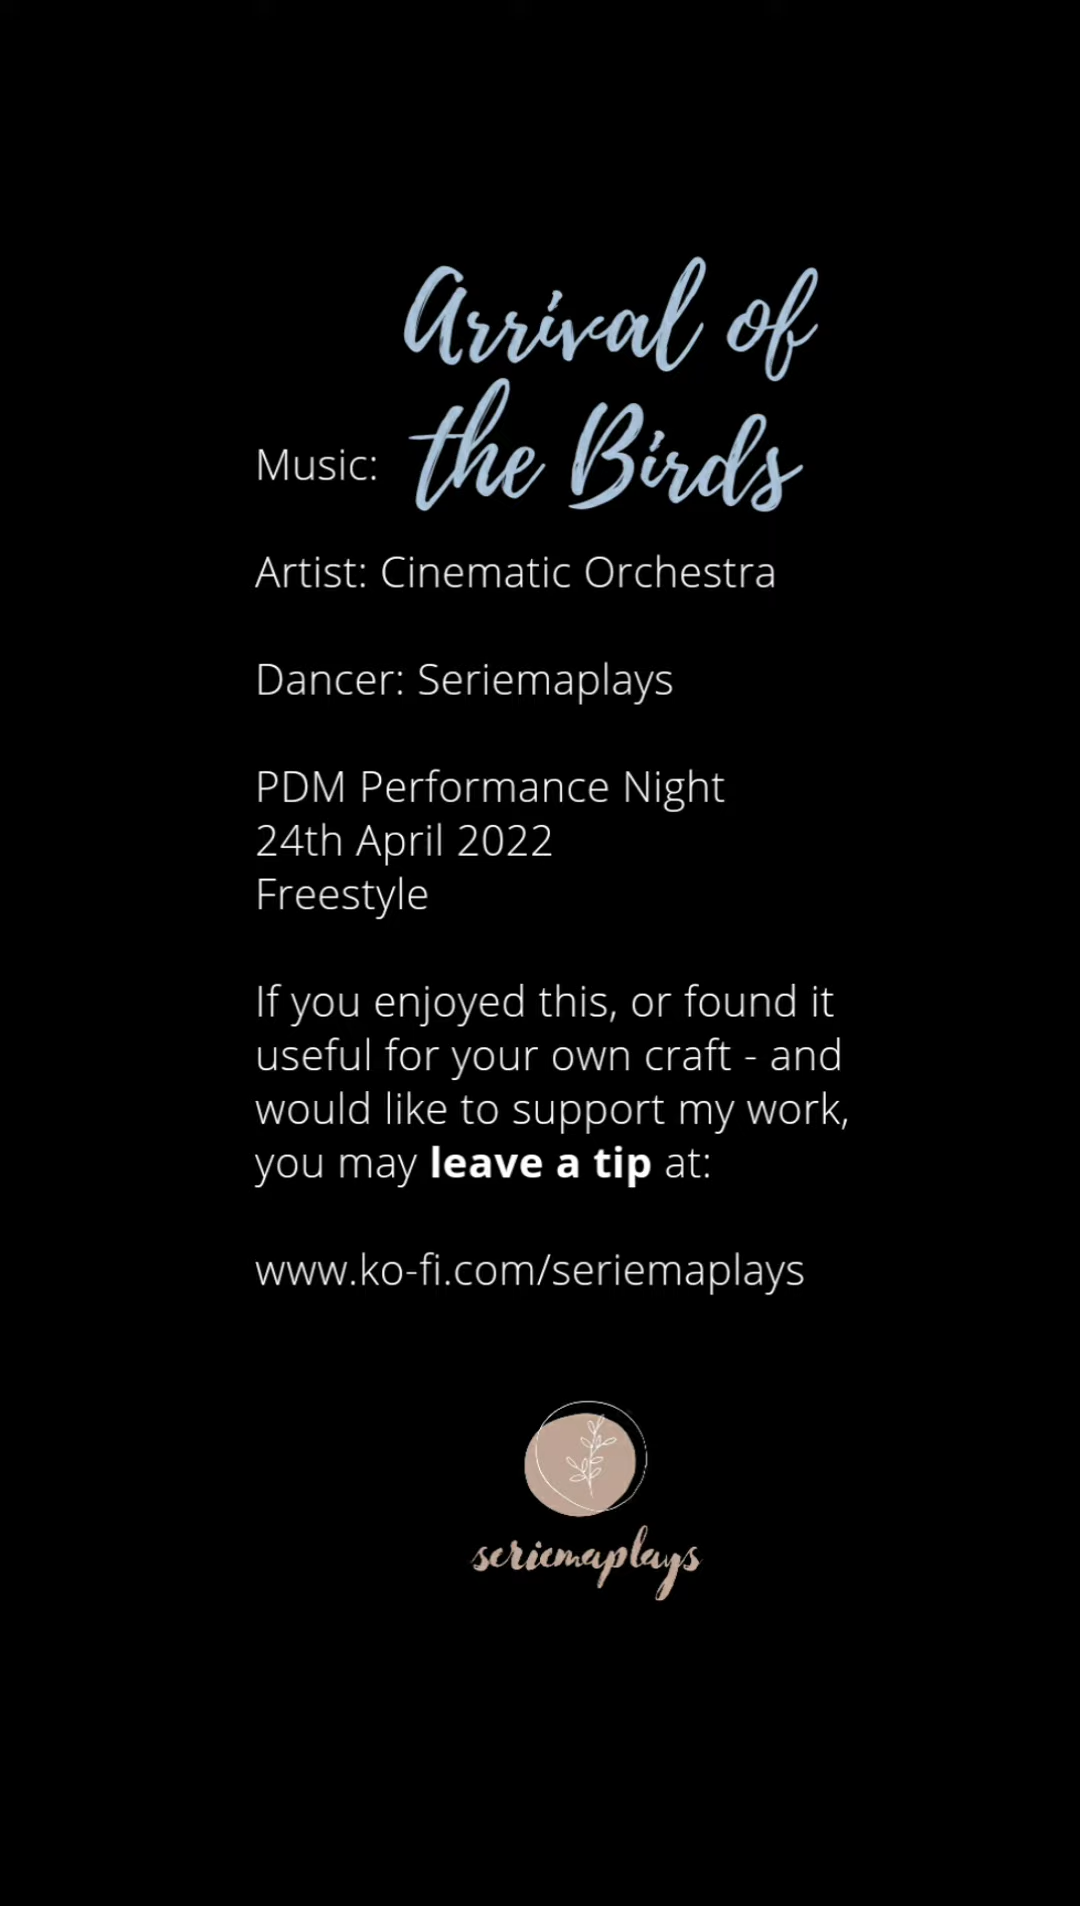 Arrival of
Music: the Birds
Artist: Cinematic Orchestra
Dancer: Seriemaplays
PDM Performance Night
24th April 2022
Freestyle
If you enjoyed this, or found it
useful for your own craft - and
would like to support my work,
you may leave a tip at:
www.ko-fi.com/seriemaplays
seriemaplays